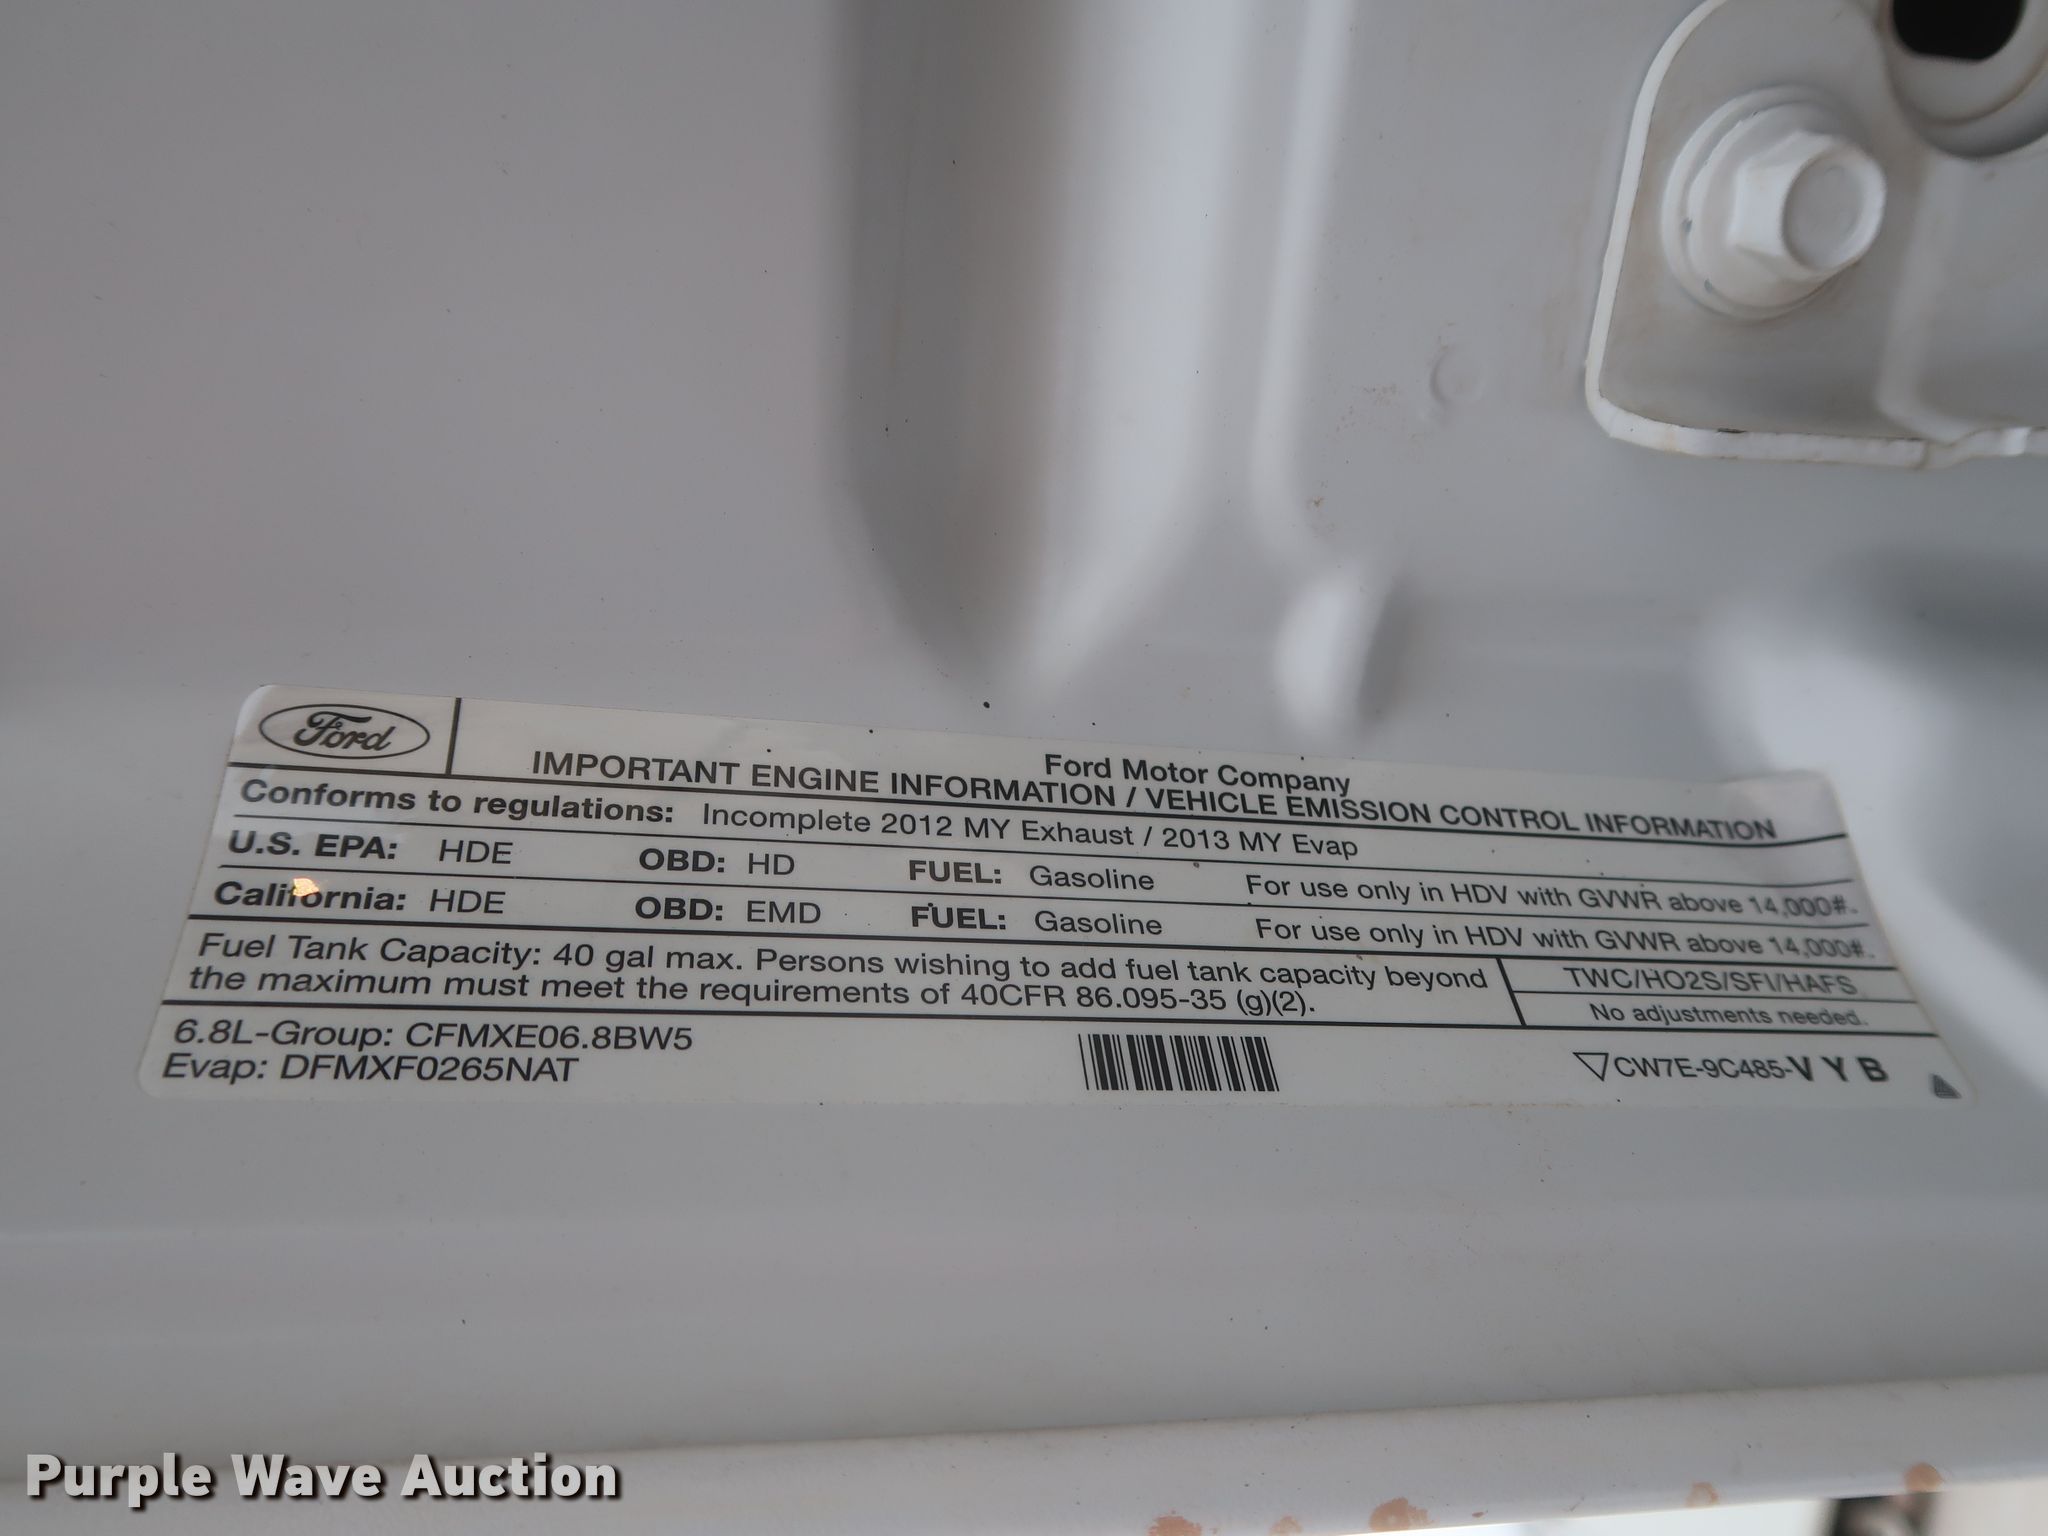 Ford
Ford Motor Company
IMPORTANT ENGINE INFORMATION / VEHICLE EMISSION CONTROL INFORMATION
Conforms to regulations: Incomplete 2012 MY Exhaust / 2013 MY Evap
U.S. EPA: HDE OBD: HD FUEL: Gasoline For use only in HDV with GVWR above 14,000#.
California: HDE OBD: EMD FUEL: Gasoline For use only in HDV with GVWR above 14,000#.
Fuel Tank Capacity: 40 gal max. Persons wishing to add fuel tank capacity beyond
the maximum must meet the requirements of 40CFR 86.095-35 (g)(2).
TWC/HO2S/SFI/HAFS
No adjustments needed.
6.8L-Group: CFMXE06.8BW5
Evap: DFMXF0265NAT
CW7E-9C485-V Y B
Purple Wave Auction